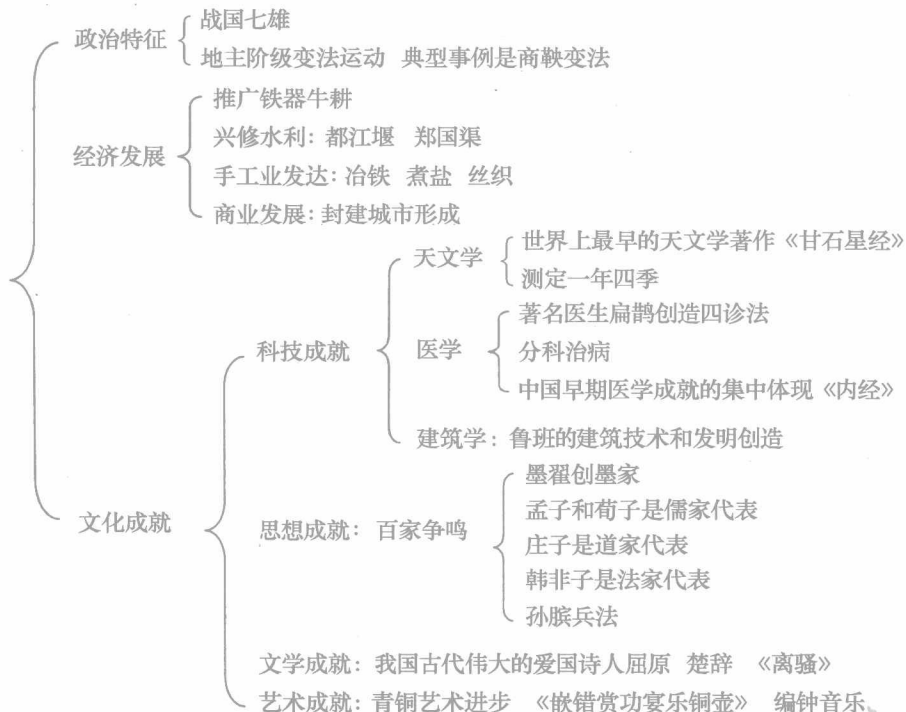 政治特征
战国七雄
地主阶级变法运动 典型事例是商鞅变法
经济发展
推广铁器牛耕
兴修水利：都江堰 郑国渠
手工业发达：冶铁 煮盐 丝织
商业发展：封建城市形成
文化成就
科技成就
天文学
世界上最早的天文学著作《甘石星经》
测定一年四季
医学
著名医生扁鹊创造四诊法
分科治病
中国早期医学成就的集中体现《内经》
建筑学：鲁班的建筑技术和发明创造
思想成就：百家争鸣
墨翟创墨家
孟子和荀子是儒家代表
庄子是道家代表
韩非子是法家代表
孙膑兵法
文学成就：我国古代伟大的爱国诗人屈原 楚辞 《离骚》
艺术成就：青铜艺术进步 《嵌错赏功宴乐铜壶》 编钟音乐